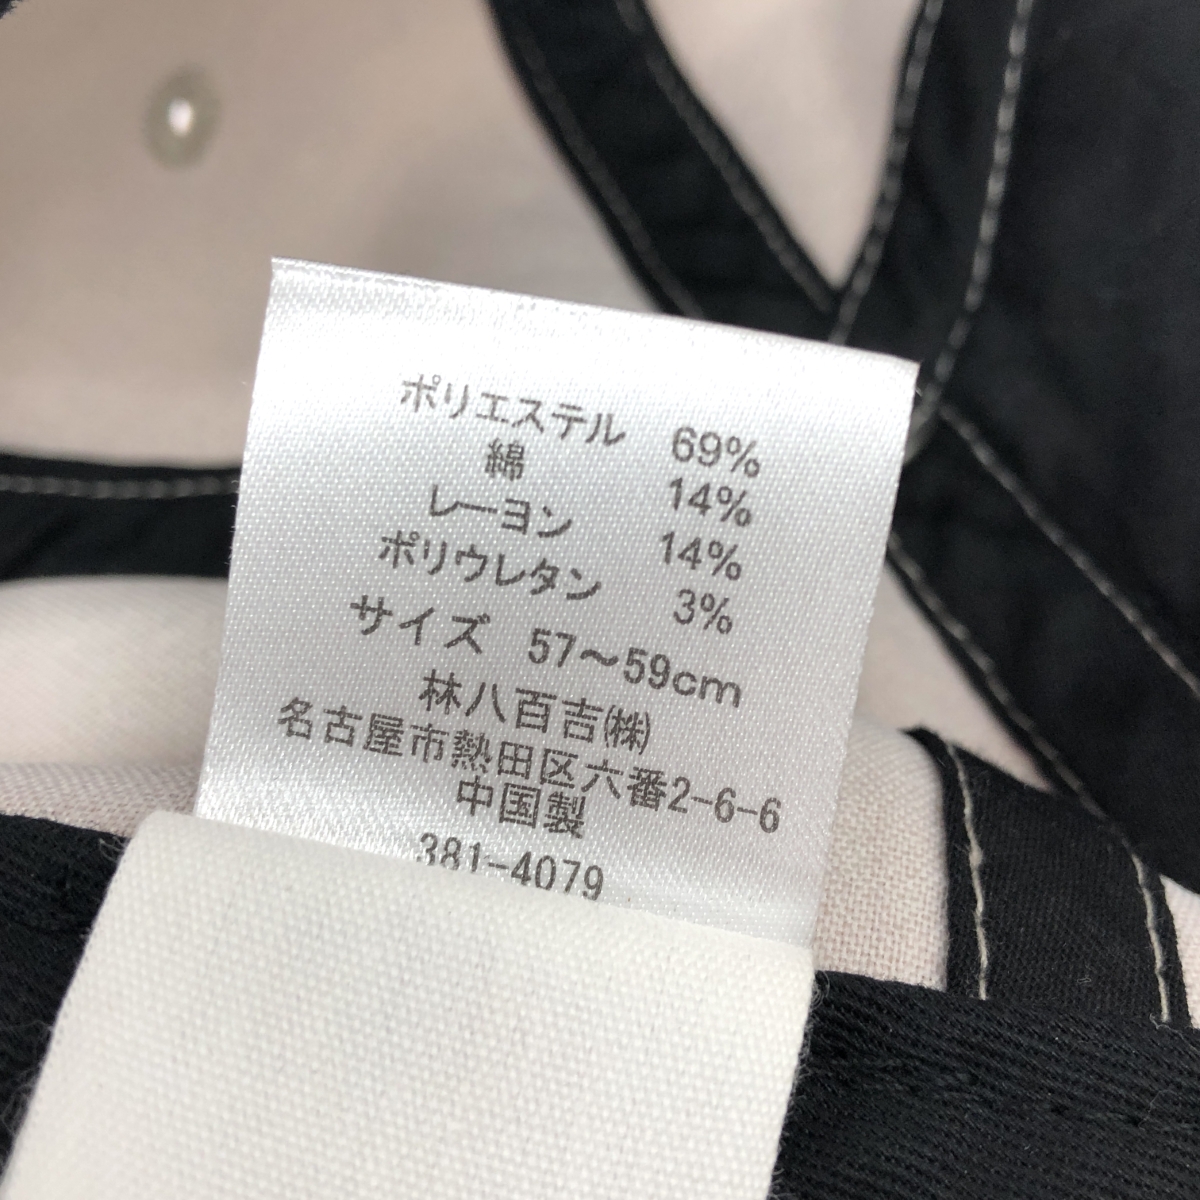 ポリエステル 69%
綿 14%
レーヨン 14%
ポリウレタン 3%
サイズ 57～59cm
林八百吉㈱
名古屋市熱田区六番2-6-6
中国製
381-4079